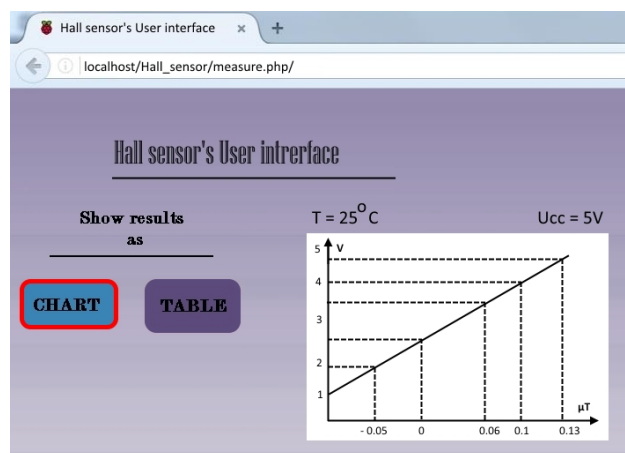 Hall sensor's User interface × +
localhost/Hall_sensor/measure.php/
Hall sensor's User intrerface
Show results
as
CHART TABLE
T = 25°C Ucc = 5V
5 V
4
3
2
1
µT
- 0.05 0 0.06 0.1 0.13